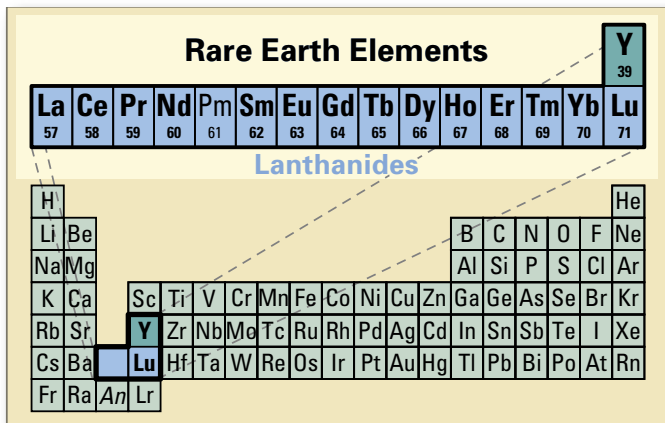 Rare Earth Elements
Y
39
La Ce Pr Nd Pm Sm Eu Gd Tb Dy Ho Er Tm Yb Lu
57 58 59 60 61 62 63 64 65 66 67 68 69 70 71
Lanthanides
H He
Li Be B C N O F Ne
Na Mg Al Si P S Cl Ar
K Ca Sc Ti V Cr Mn Fe Co Ni Cu Zn Ga Ge As Se Br Kr
Rb Sr Y Zr Nb Mo Tc Ru Rh Pd Ag Cd In Sn Sb Te I Xe
Cs Ba Lu Hf Ta W Re Os Ir Pt Au Hg Tl Pb Bi Po At Rn
Fr Ra An Lr